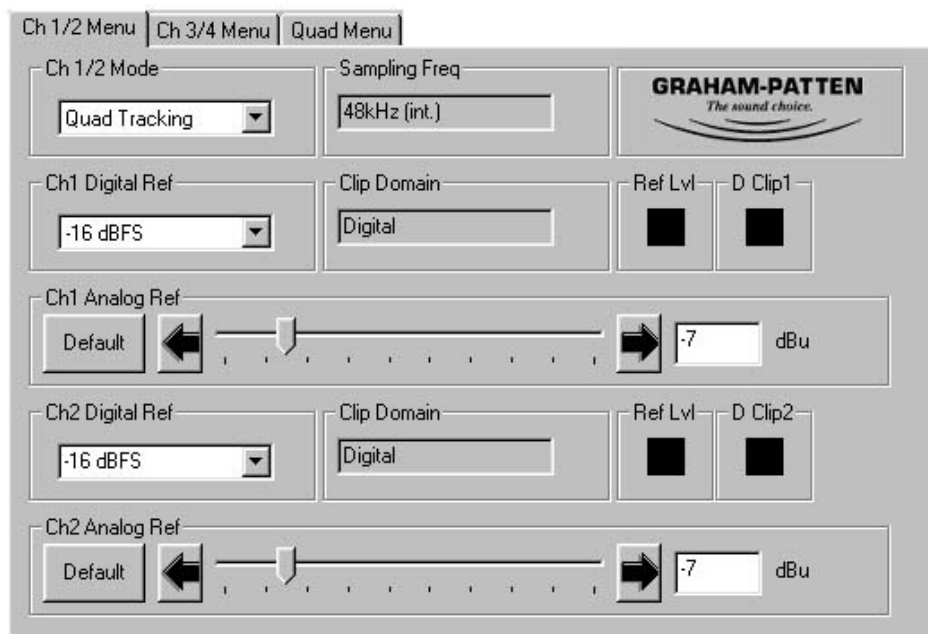 Ch 1/2 Menu
Ch 3/4 Menu
Quad Menu
Ch 1/2 Mode
Quad Tracking
Sampling Freq
48kHz (int.)
GRAHAM-PATTEN
The sound choice.
Ch1 Digital Ref
-16 dBFS
Clip Domain
Digital
Ref Lvl
D Clip1
Ch1 Analog Ref
Default
-7
dBu
Ch2 Digital Ref
-16 dBFS
Clip Domain
Digital
Ref Lvl
D Clip2
Ch2 Analog Ref
Default
-7
dBu